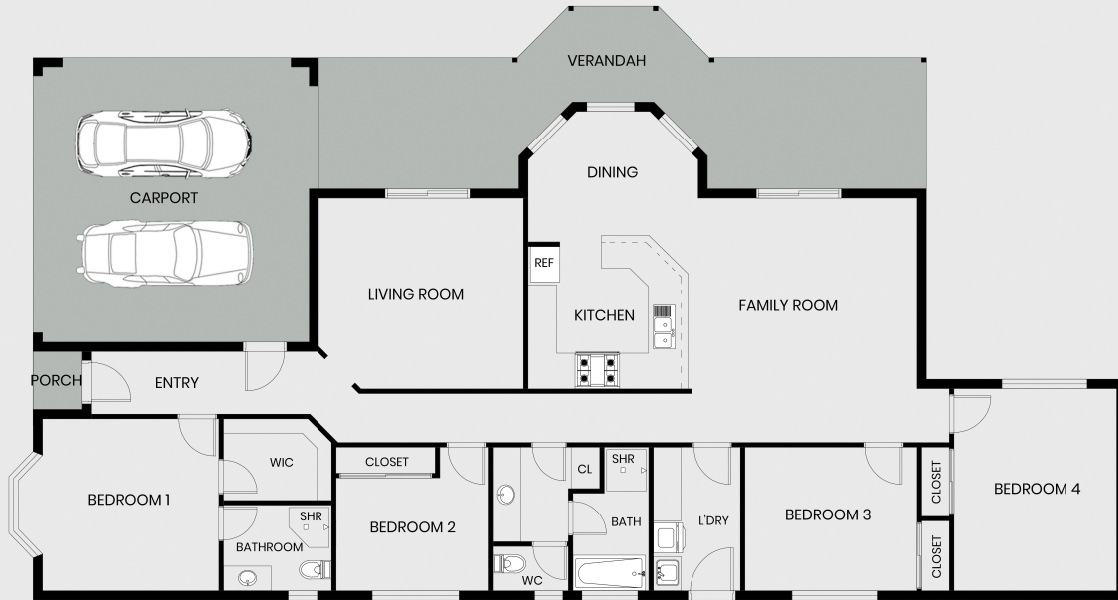 VERANDAH
DINING
CARPORT
REF
LIVING ROOM
KITCHEN
FAMILY ROOM
PORCH
ENTRY
WIC
CLOSET
CL
SHR
CLOSET
BEDROOM 4
BEDROOM 1
SHR
BEDROOM 2
BATH
L'DRY
BEDROOM 3
BATHROOM
WC
CLOSET